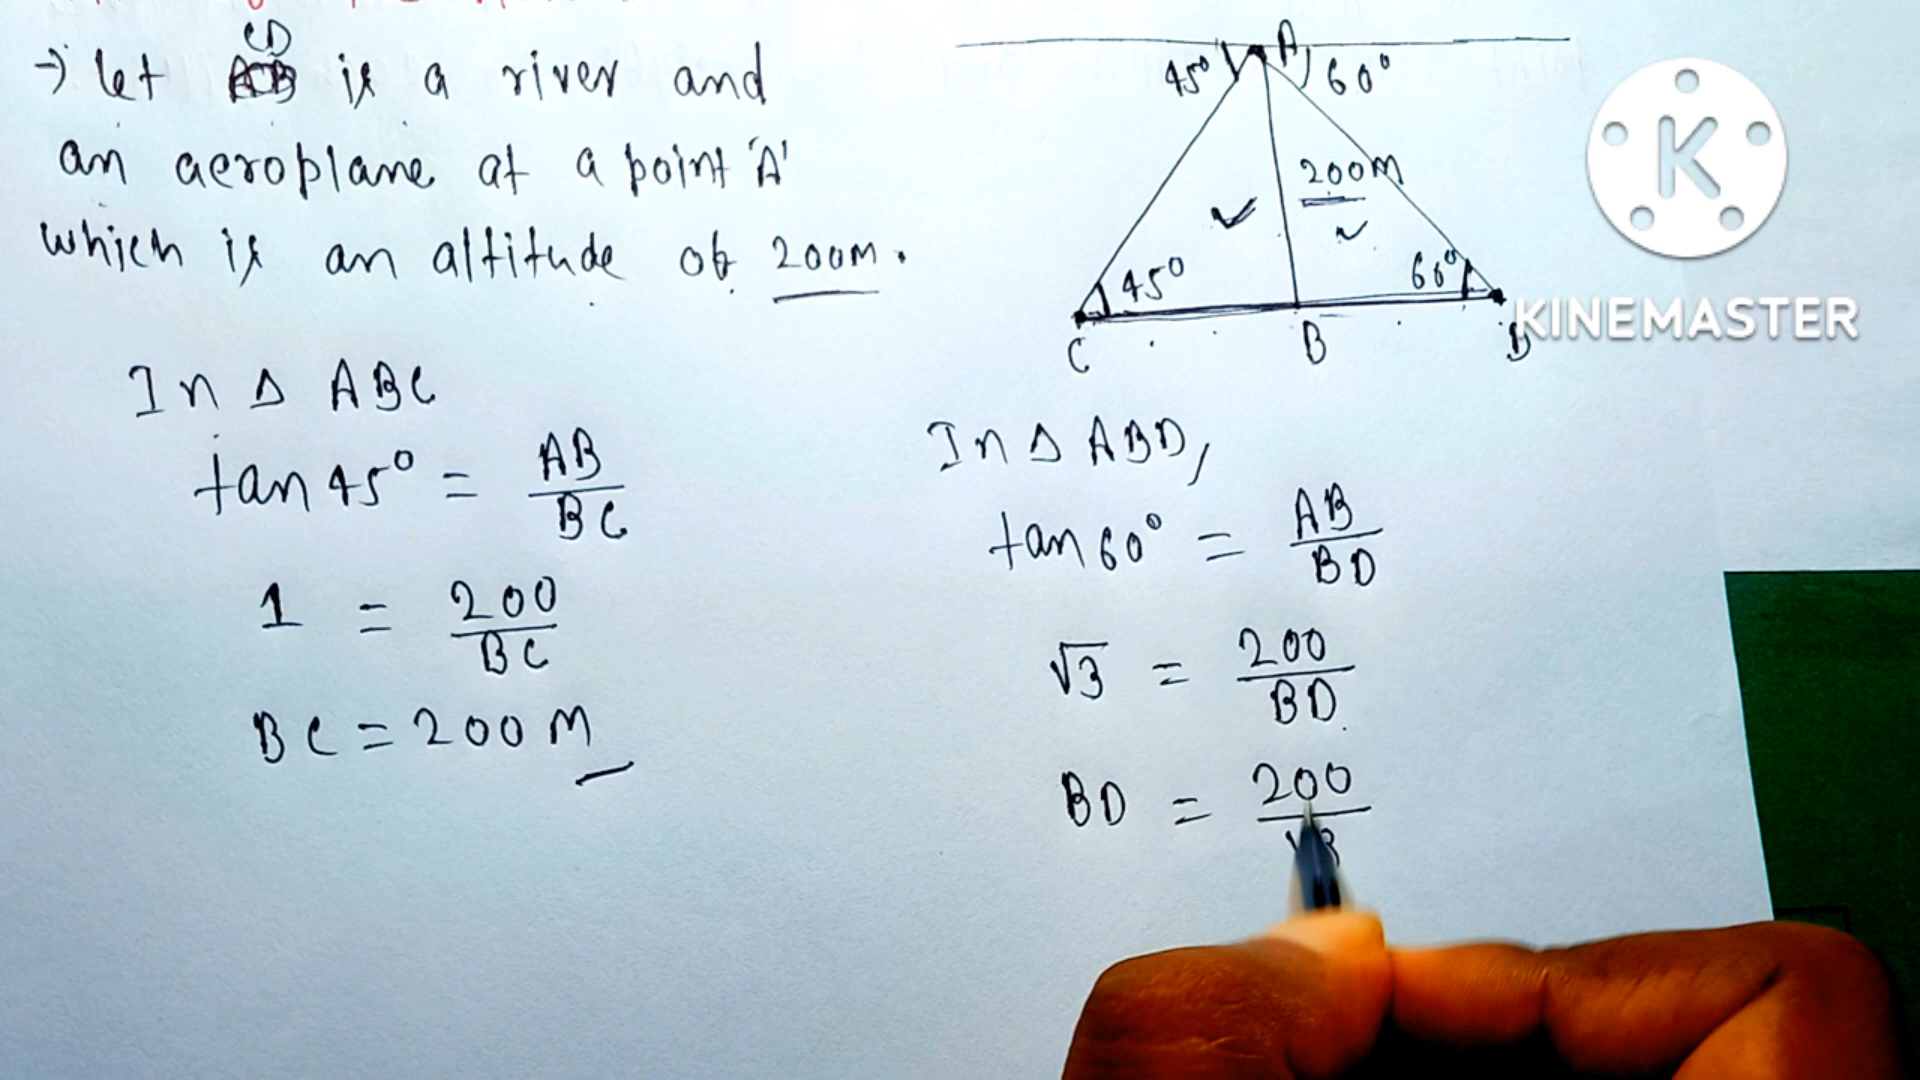 → let CD is a river and
an aeroplane at a point 'A'
which is an altitude of 200m.
A
45° 60°
200M
45° 60°
C B D
K
KINEMASTER
In Δ ABC
tan 45° = AB/BC
1 = 200/BC
BC = 200 M
In Δ ABD,
tan 60° = AB/BD
√3 = 200/BD.
BD = 200/√3